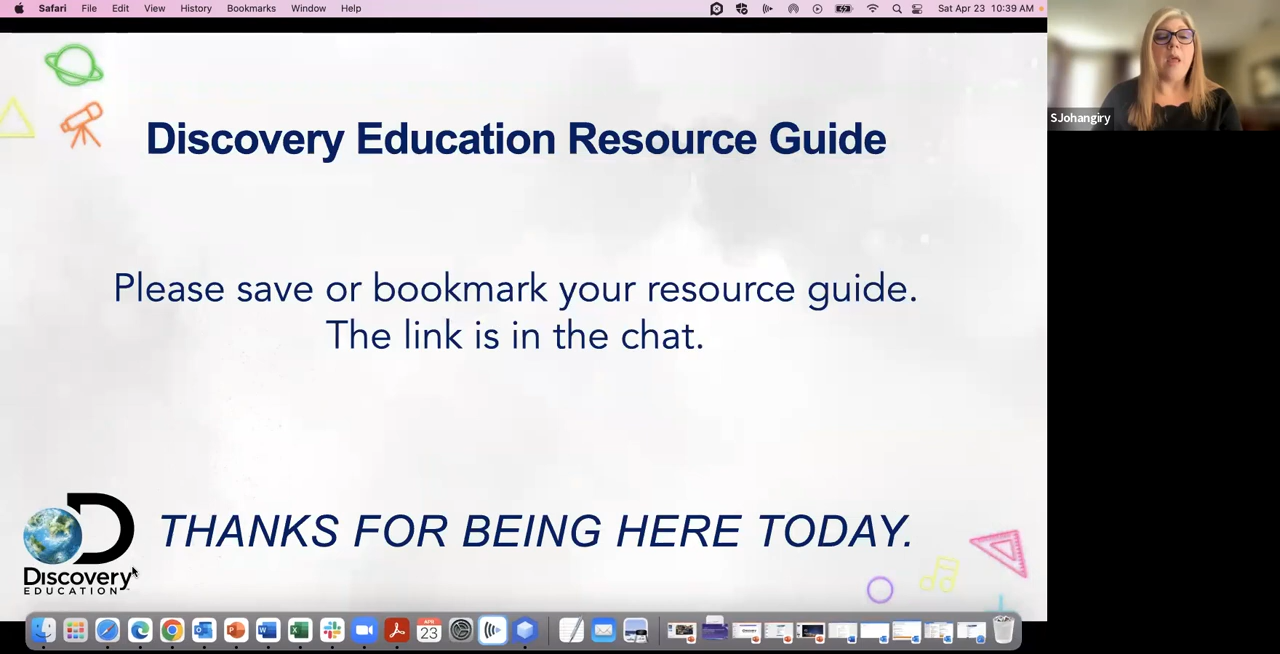 Safari File Edit View History Bookmarks Window Help Sat Apr 23 10:39 AM
SJohangiry
Discovery Education Resource Guide
Please save or bookmark your resource guide.
The link is in the chat.
THANKS FOR BEING HERE TODAY.
D
Discovery
EDUCATION
APR
23